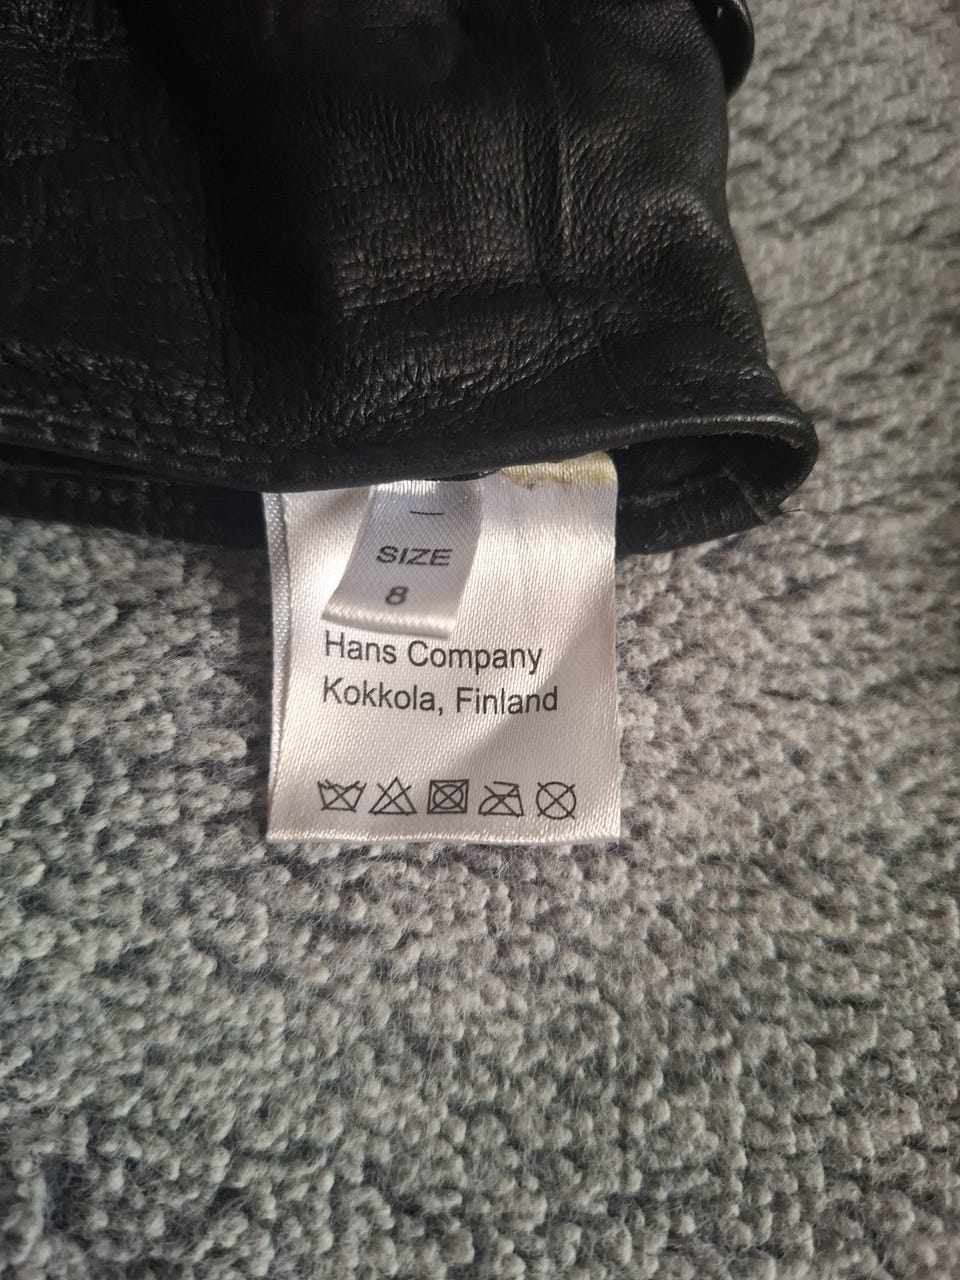 SIZE
8
Hans Company
Kokkola, Finland